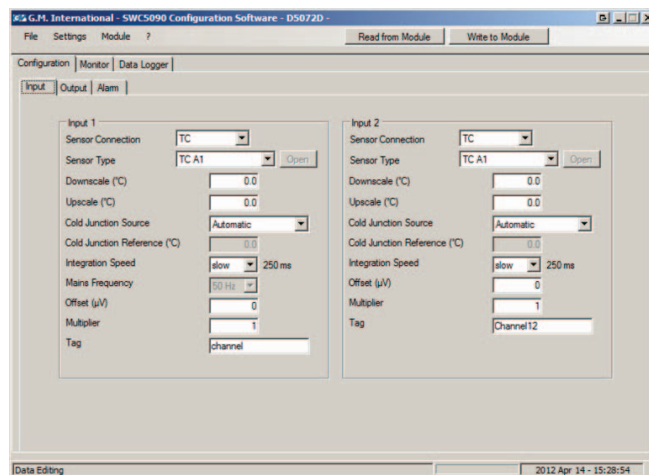 G.M. International - SWC5090 Configuration Software - D5072D -
File Settings Module ? Read from Module Write to Module
Configuration Monitor Data Logger
Input Output Alarm
Input 1
Sensor Connection TC
Sensor Type TC A1 Open
Downscale (°C) 0.0
Upscale (°C) 0.0
Cold Junction Source Automatic
Cold Junction Reference (°C) 0.0
Integration Speed slow 250 ms
Mains Frequency 50 Hz
Offset (µV) 0
Multiplier 1
Tag channel
Input 2
Sensor Connection TC
Sensor Type TC A1 Open
Downscale (°C) 0.0
Upscale (°C) 0.0
Cold Junction Source Automatic
Cold Junction Reference (°C) 0.0
Integration Speed slow 250 ms
Offset (µV) 0
Multiplier 1
Tag Channel12
Data Editing 2012 Apr 14 - 15:28:54